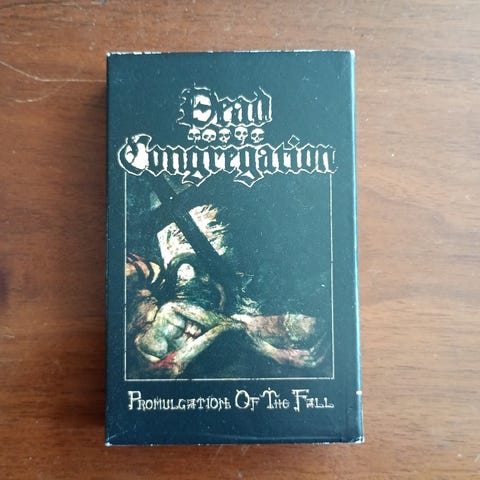 Dead
Congregation
Promulgation Of The Fall